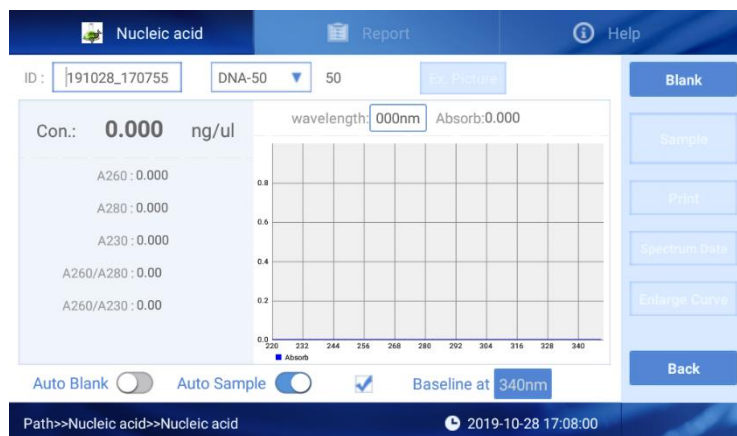 Nucleic acid
Report
Help
ID : 191028_170755 DNA-50 50 Ex. Picture
Blank
Con.: 0.000 ng/ul
wavelength: 000nm Absorb:0.000
Sample
A260 : 0.000
A280 : 0.000
A230 : 0.000
A260/A280 : 0.00
A260/A230 : 0.00
0.8
0.6
0.4
0.2
0.0
220 232 244 256 268 280 292 304 316 328 340
Absorb
Print
Spectrum Data
Enlarge Curve
Auto Blank Auto Sample Baseline at 340nm
Back
Path>>Nucleic acid>>Nucleic acid 2019-10-28 17:08:00